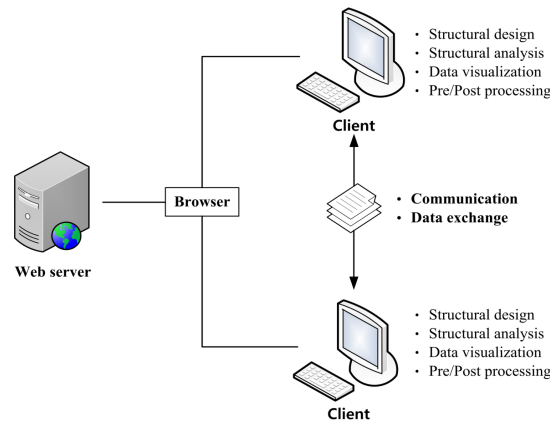 • Structural design
• Structural analysis
• Data visualization
• Pre/Post processing
Client
Browser
• Communication
• Data exchange
Web server
• Structural design
• Structural analysis
• Data visualization
• Pre/Post processing
Client